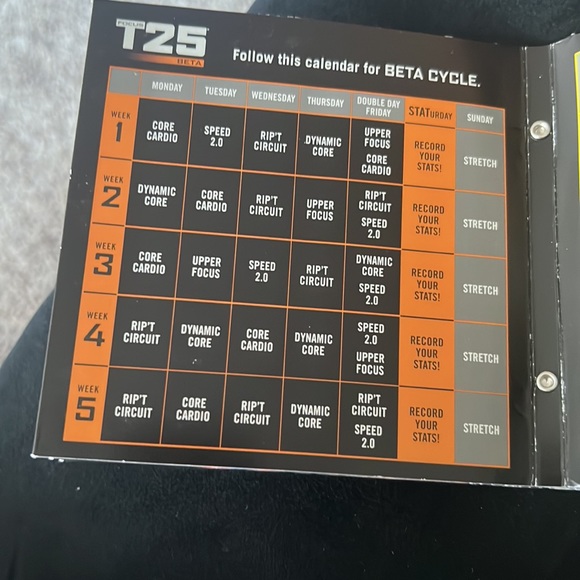 FOCUS
T25
BETA
Follow this calendar for BETA CYCLE.
MONDAY TUESDAY WEDNESDAY THURSDAY DOUBLE DAY FRIDAY STATURDAY SUNDAY
WEEK 1 CORE CARDIO SPEED 2.0 RIP'T CIRCUIT DYNAMIC CORE UPPER FOCUS CORE CARDIO RECORD YOUR STATS! STRETCH
WEEK 2 DYNAMIC CORE CORE CARDIO RIP'T CIRCUIT UPPER FOCUS RIP'T CIRCUIT SPEED 2.0 RECORD YOUR STATS! STRETCH
WEEK 3 CORE CARDIO UPPER FOCUS SPEED 2.0 RIP'T CIRCUIT DYNAMIC CORE SPEED 2.0 RECORD YOUR STATS! STRETCH
WEEK 4 RIP'T CIRCUIT DYNAMIC CORE CORE CARDIO DYNAMIC CORE SPEED 2.0 UPPER FOCUS RECORD YOUR STATS! STRETCH
WEEK 5 RIP'T CIRCUIT CORE CARDIO RIP'T CIRCUIT DYNAMIC CORE RIP'T CIRCUIT SPEED 2.0 RECORD YOUR STATS! STRETCH